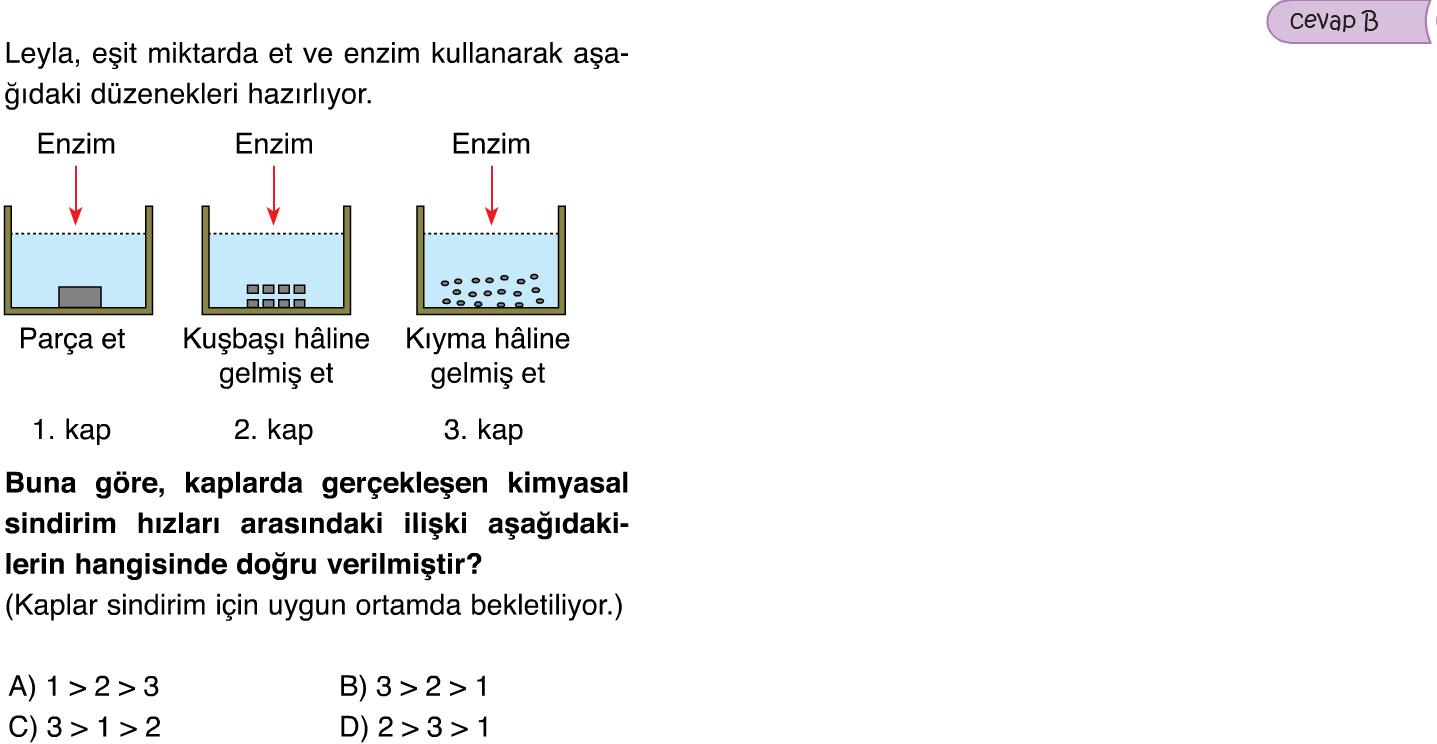 cevap B
Leyla, eşit miktarda et ve enzim kullanarak aşa-
ğıdaki düzenekleri hazırlıyor.
Enzim Enzim Enzim
Parça et Kuşbaşı hâline Kıyma hâline
gelmiş et gelmiş et
1. kap 2. kap 3. kap
Buna göre, kaplarda gerçekleşen kimyasal
sindirim hızları arasındaki ilişki aşağıdaki-
lerin hangisinde doğru verilmiştir?
(Kaplar sindirim için uygun ortamda bekletiliyor.)
A) 1 > 2 > 3 B) 3 > 2 > 1
C) 3 > 1 > 2 D) 2 > 3 > 1